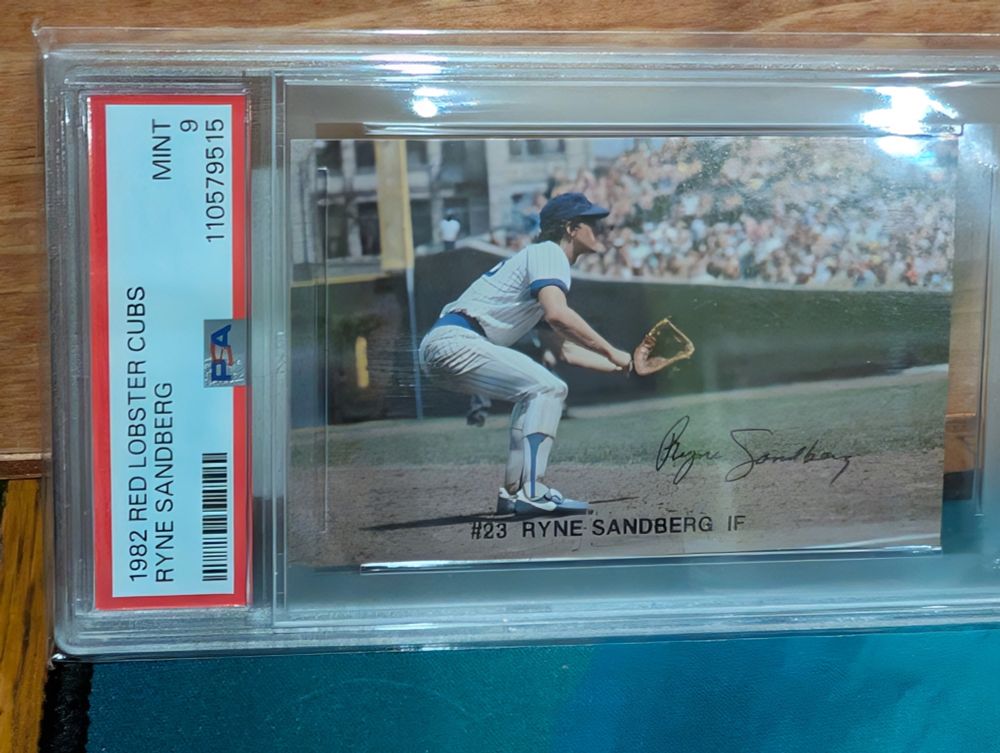 1982 RED LOBSTER CUBS
RYNE SANDBERG
MINT
9
110579515
PSA
Ryne Sandberg
#23 RYNE SANDBERG IF